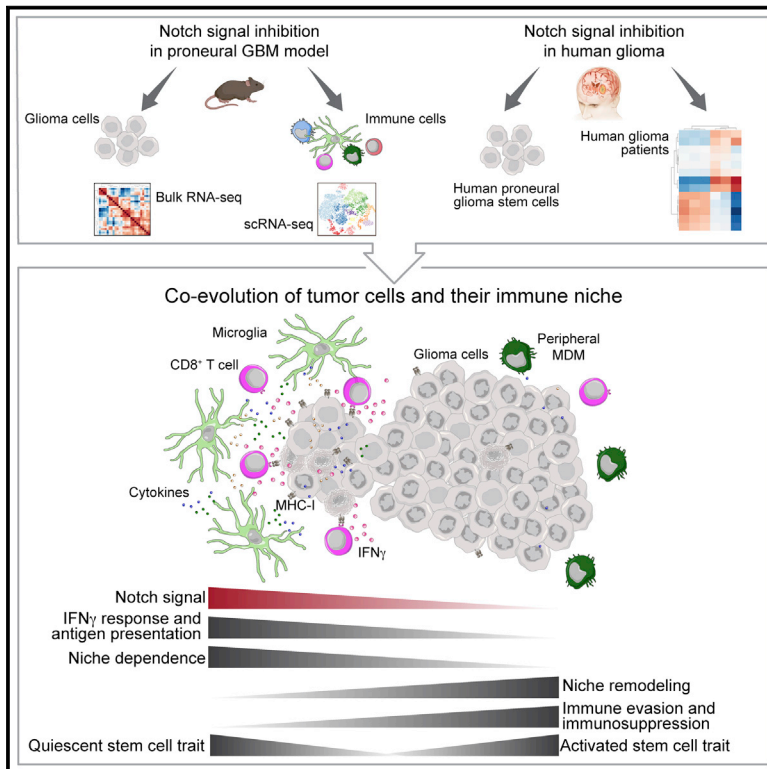 Notch signal inhibition
in proneural GBM model
Notch signal inhibition
in human glioma
Glioma cells
Immune cells
Bulk RNA-seq
scRNA-seq
Human proneural
glioma stem cells
Human glioma
patients
Co-evolution of tumor cells and their immune niche
Microglia
CD8⁺ T cell
Glioma cells
Peripheral
MDM
Cytokines
MHC-I
IFNγ
Notch signal
IFNγ response and
antigen presentation
Niche dependence
Niche remodeling
Immune evasion and
immunosuppression
Quiescent stem cell trait
Activated stem cell trait